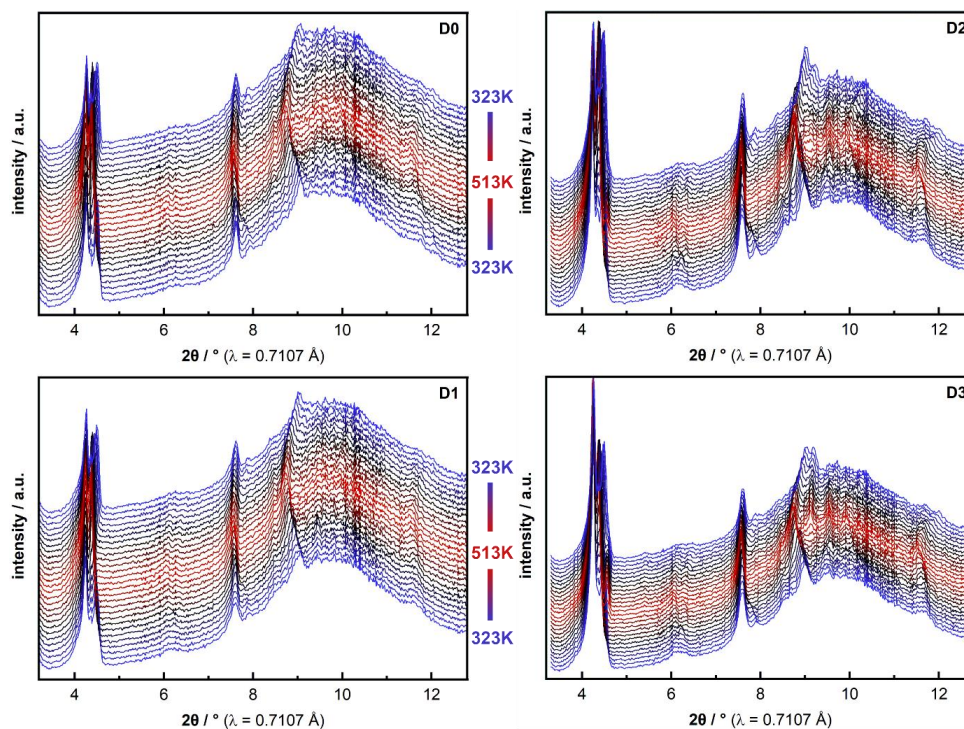 D0
intensity / a.u.
4 6 8 10 12
2θ / ° (λ = 0.7107 Å)
323K
513K
323K
D2
intensity / a.u.
4 6 8 10 12
2θ / ° (λ = 0.7107 Å)
D1
intensity / a.u.
4 6 8 10 12
2θ / ° (λ = 0.7107 Å)
323K
513K
323K
D3
intensity / a.u.
4 6 8 10 12
2θ / ° (λ = 0.7107 Å)